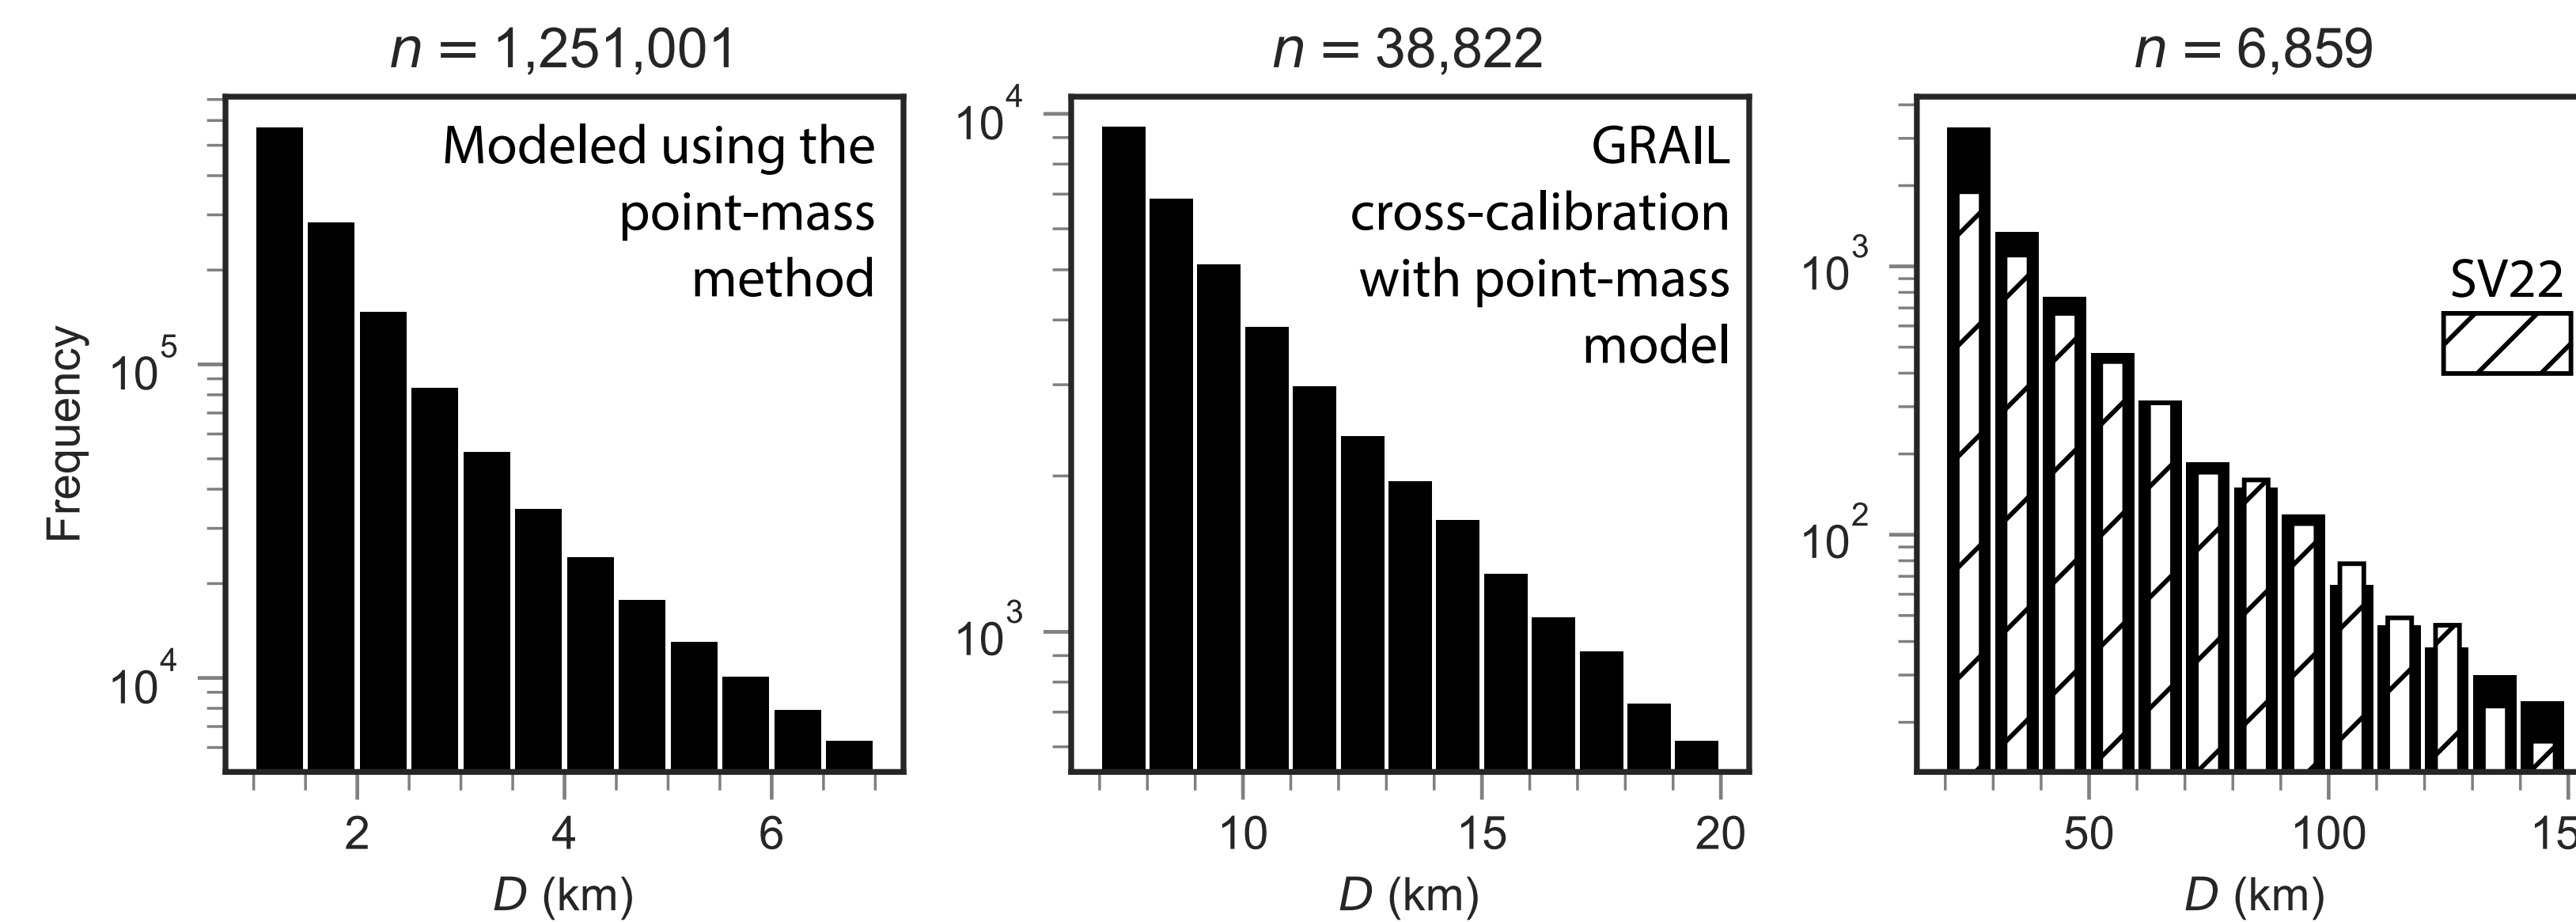 n = 1,251,001
Modeled using the
point-mass
method
Frequency
10^5
10^4
2 4 6
D (km)
n = 38,822
GRAIL
cross-calibration
with point-mass
model
10^4
10^3
10 15 20
D (km)
n = 6,859
SV22
10^3
10^2
50 100 15
D (km)